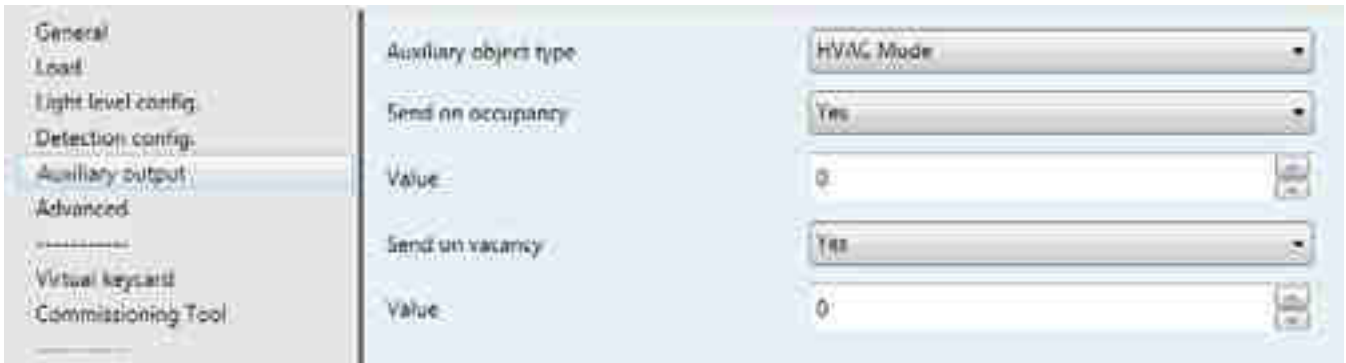 General
Load
Light level config.
Detection config.
Auxiliary output
Advanced
------------
Virtual keycard
Commissioning Tool
------------
Auxiliary object type HVAC Mode
Send on occupancy Yes
Value 0
Send on vacancy Yes
Value 0